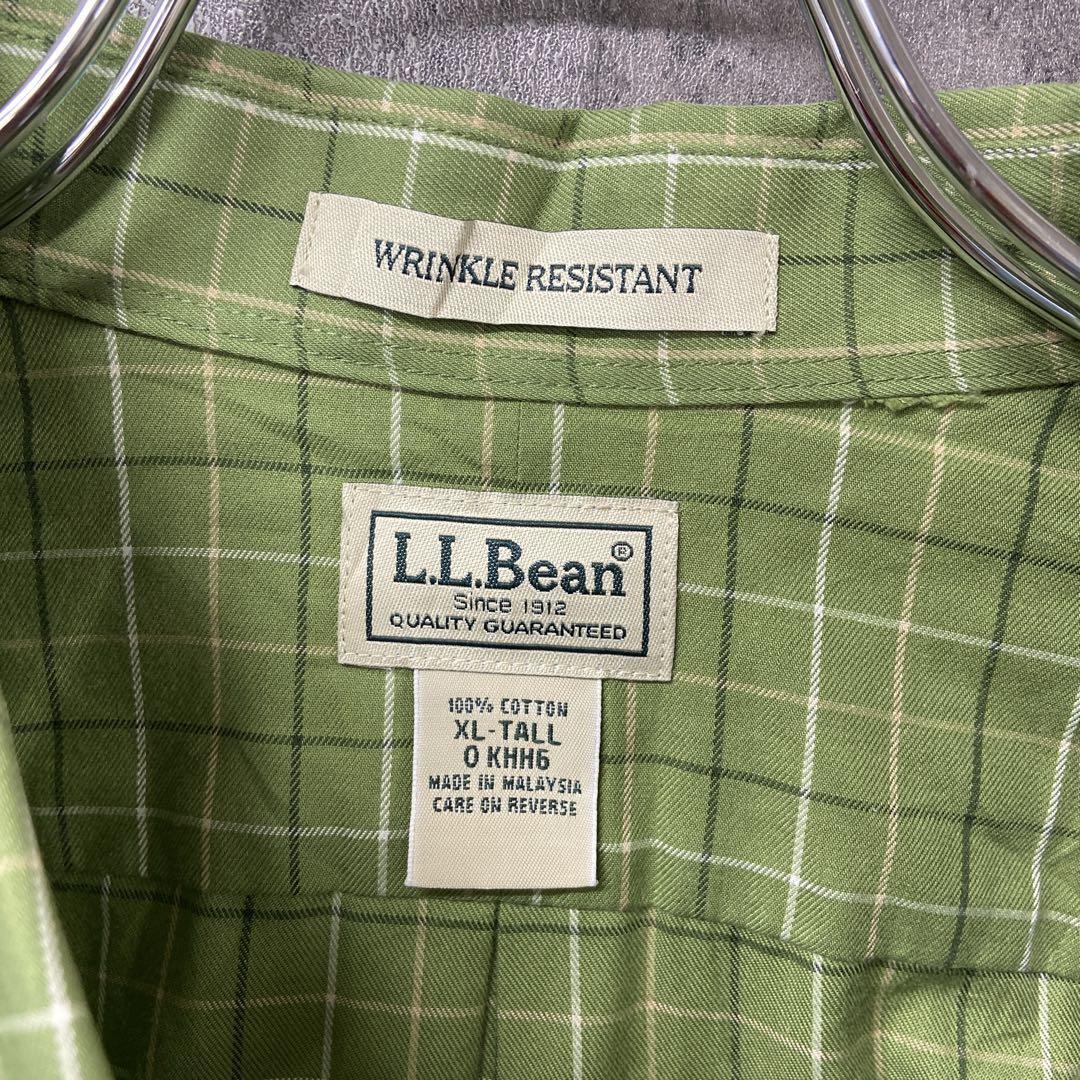 WRINKLE RESISTANT
L.L.Bean®
Since 1912
QUALITY GUARANTEED
100% COTTON
XL-TALL
0 KHH6
MADE IN MALAYSIA
CARE ON REVERSE